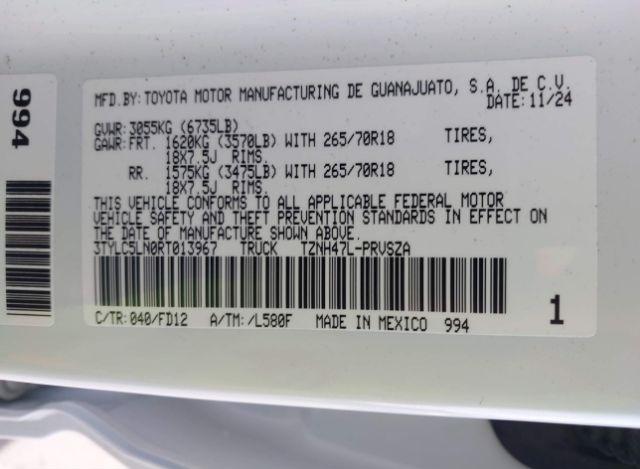 994
MFD.BY: TOYOTA MOTOR MANUFACTURING DE GUANAJUATO, S.A. DE C.V.
DATE: 11/24
GVWR: 3055KG (6735LB)
GAWR: FRT. 1620KG (3570LB) WITH 265/70R18 TIRES,
18X7.5J RIMS.
RR. 1575KG (3475LB) WITH 265/70R18 TIRES,
18X7.5J RIMS.
THIS VEHICLE CONFORMS TO ALL APPLICABLE FEDERAL MOTOR
VEHICLE SAFETY AND THEFT PREVENTION STANDARDS IN EFFECT ON
THE DATE OF MANUFACTURE SHOWN ABOVE.
3TYLC5LN0RT013967 TRUCK TZNH47L-PRVSZA
C/TR: 040/FD12 A/TM: /L580F MADE IN MEXICO 994
1